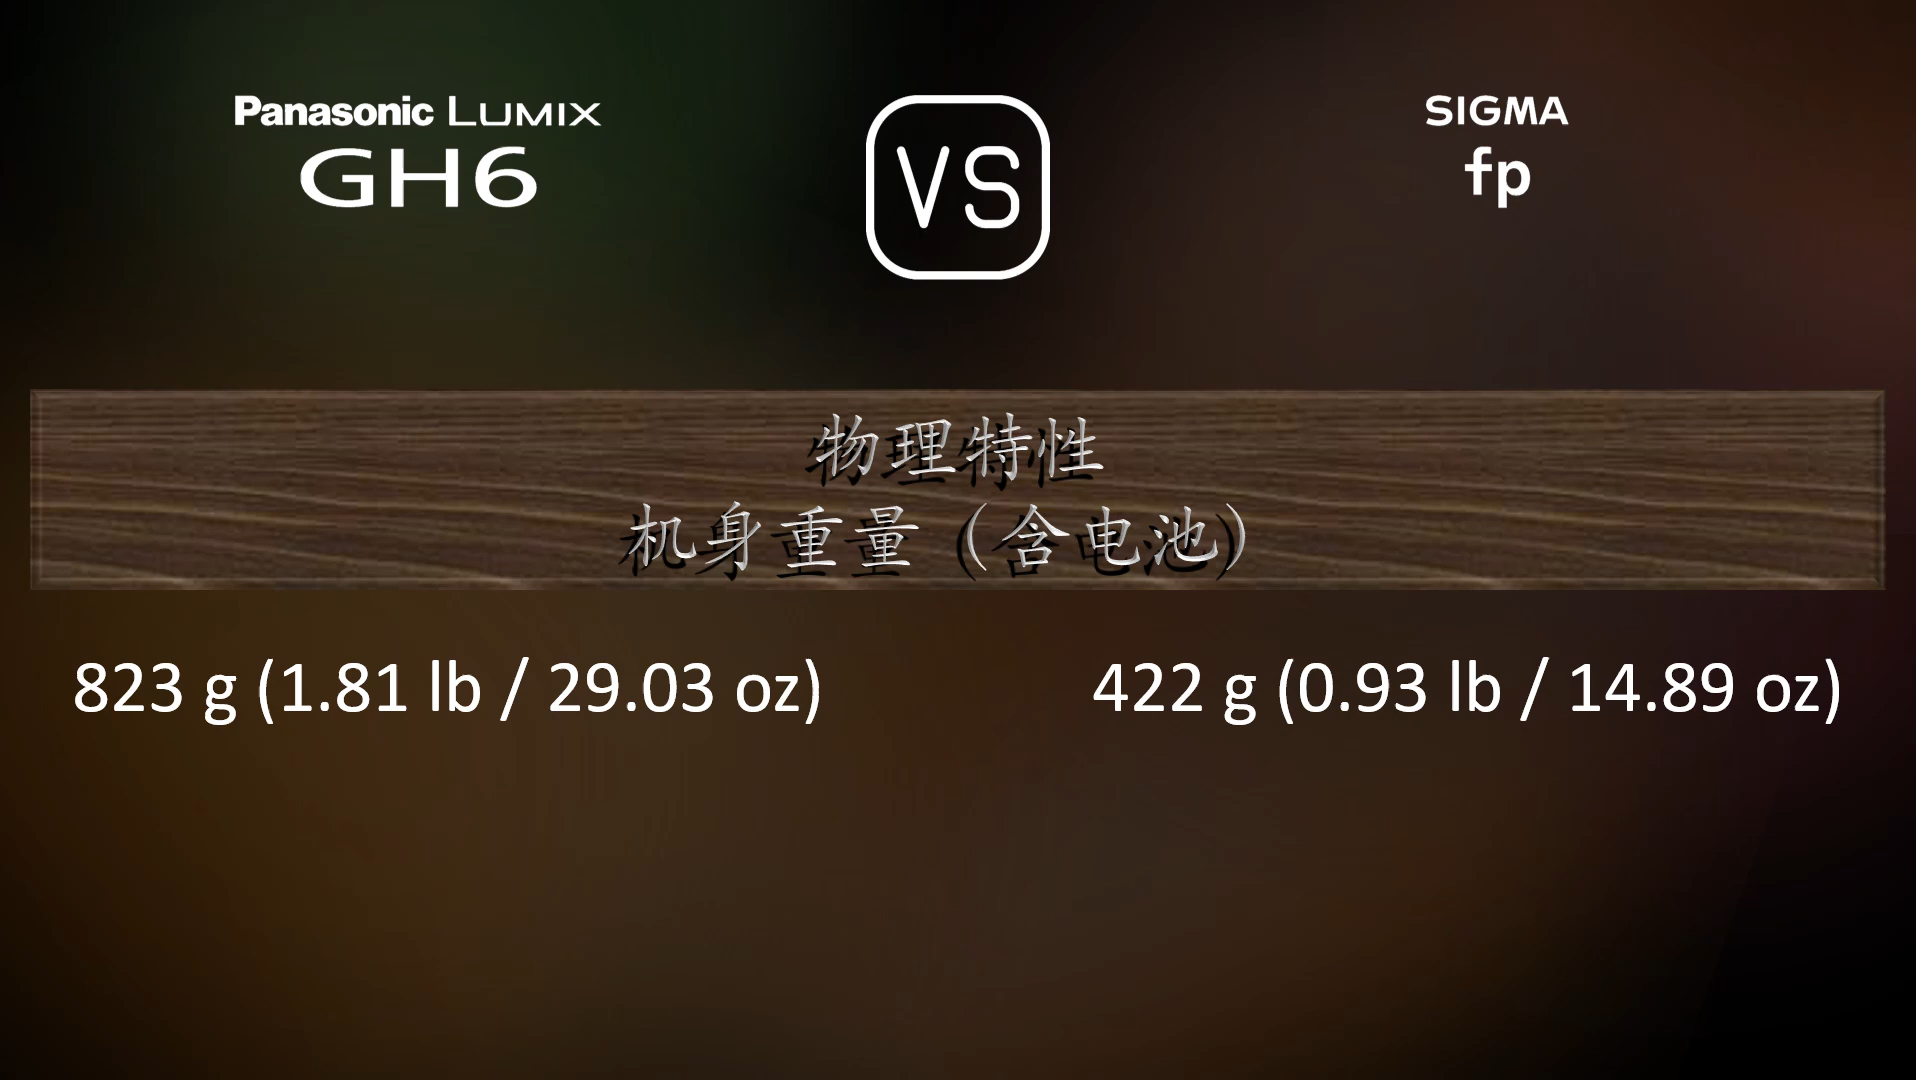 Panasonic LUMIX
GH6
VS
SIGMA
fp
物理特性
机身重量（含电池）
823 g (1.81 lb / 29.03 oz)
422 g (0.93 lb / 14.89 oz)